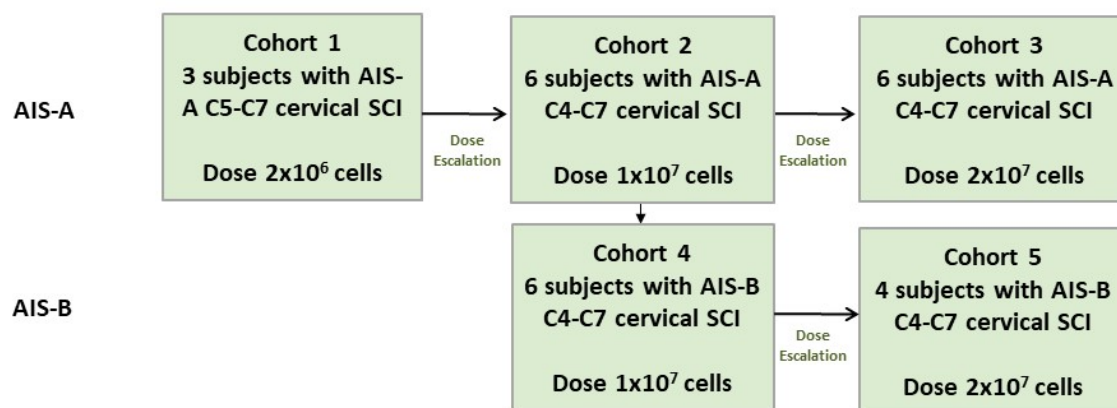 AIS-A
Cohort 1
3 subjects with AIS-
A C5-C7 cervical SCI
Dose 2x10⁶ cells
Dose
Escalation
Cohort 2
6 subjects with AIS-A
C4-C7 cervical SCI
Dose 1x10⁷ cells
Dose
Escalation
Cohort 3
6 subjects with AIS-A
C4-C7 cervical SCI
Dose 2x10⁷ cells
AIS-B
Cohort 4
6 subjects with AIS-B
C4-C7 cervical SCI
Dose 1x10⁷ cells
Dose
Escalation
Cohort 5
4 subjects with AIS-B
C4-C7 cervical SCI
Dose 2x10⁷ cells